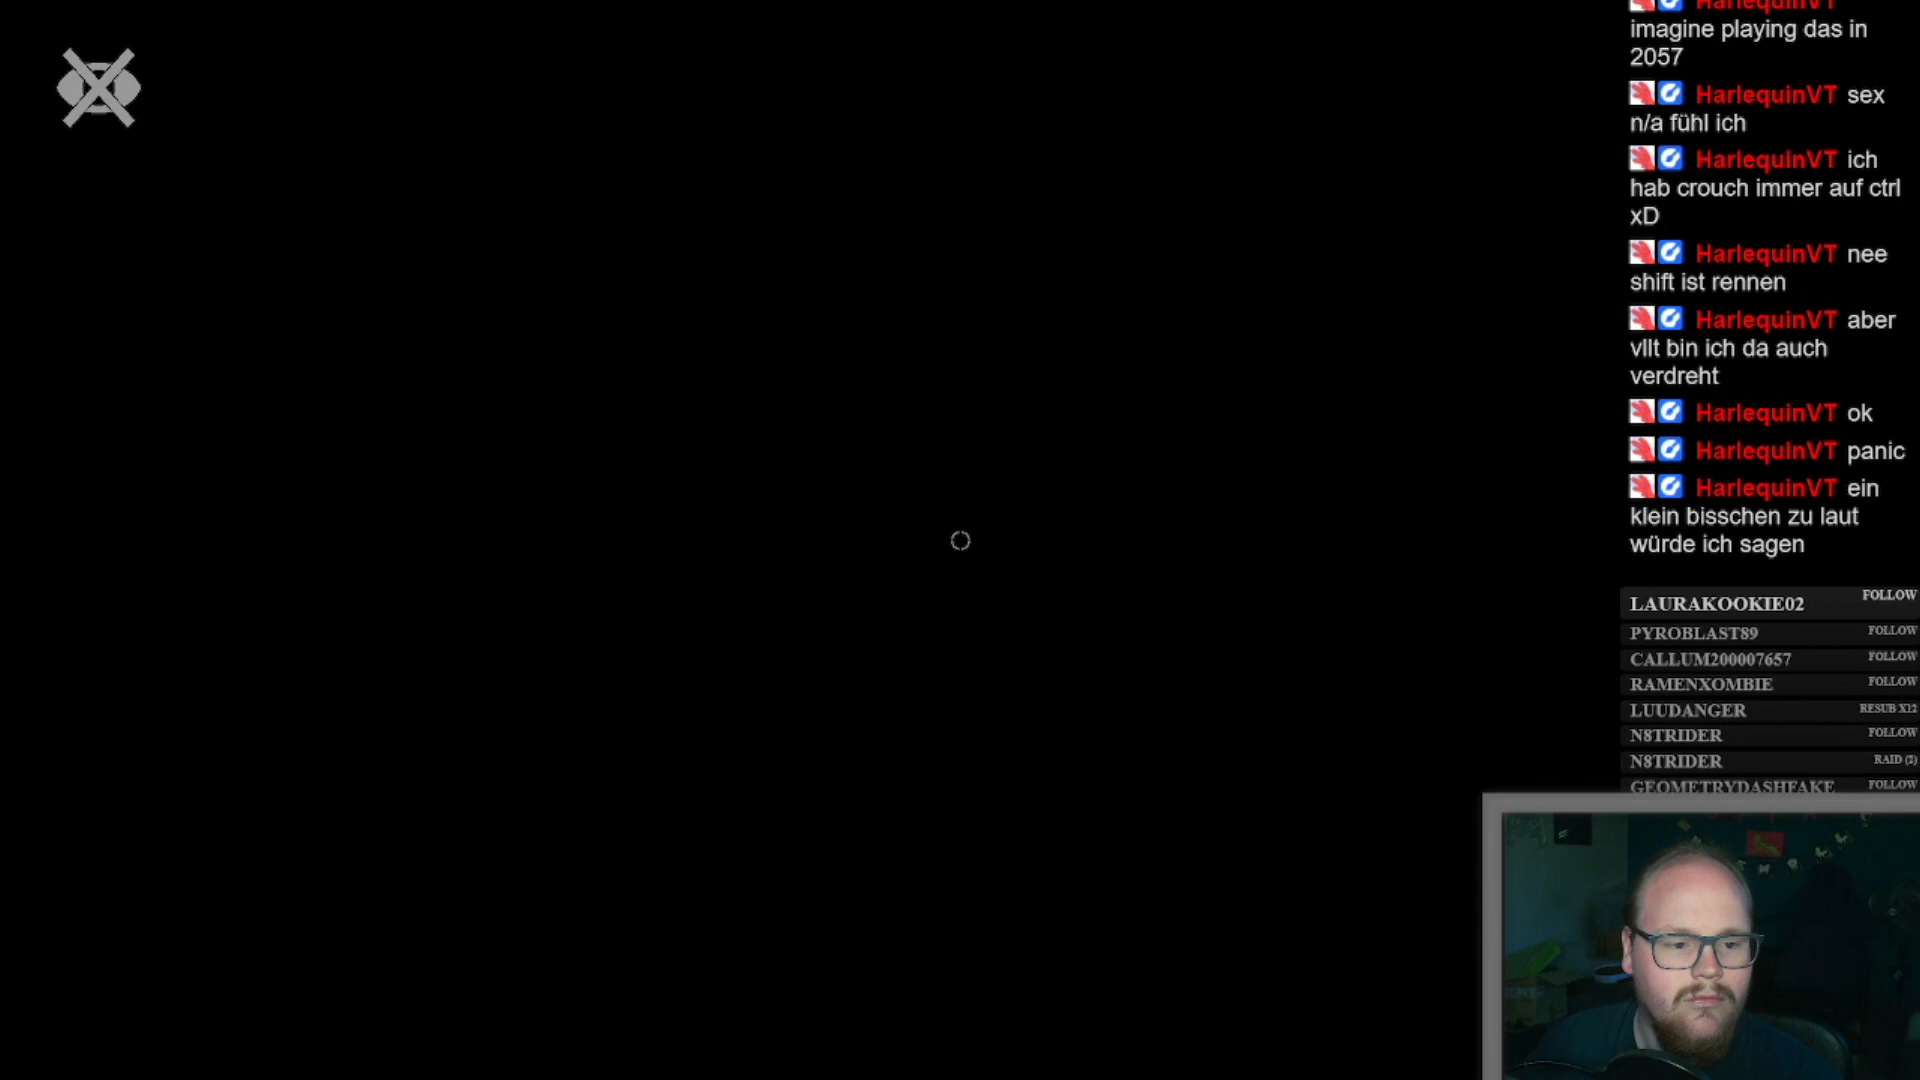 HarlequinVT
imagine playing das in
2057
HarlequinVT sex
n/a fühl ich
HarlequinVT ich
hab crouch immer auf ctrl
xD
HarlequinVT nee
shift ist rennen
HarlequinVT aber
vllt bin ich da auch
verdreht
HarlequinVT ok
HarlequinVT panic
HarlequinVT ein
klein bisschen zu laut
würde ich sagen
LAURAKOOKIE02 FOLLOW
PYROBLAST89 FOLLOW
CALLUM200007657 FOLLOW
RAMENXOMBIE FOLLOW
LUUDANGER RESUB X12
N8TRIDER FOLLOW
N8TRIDER RAID (2)
GEOMETRYDASHFAKE FOLLOW